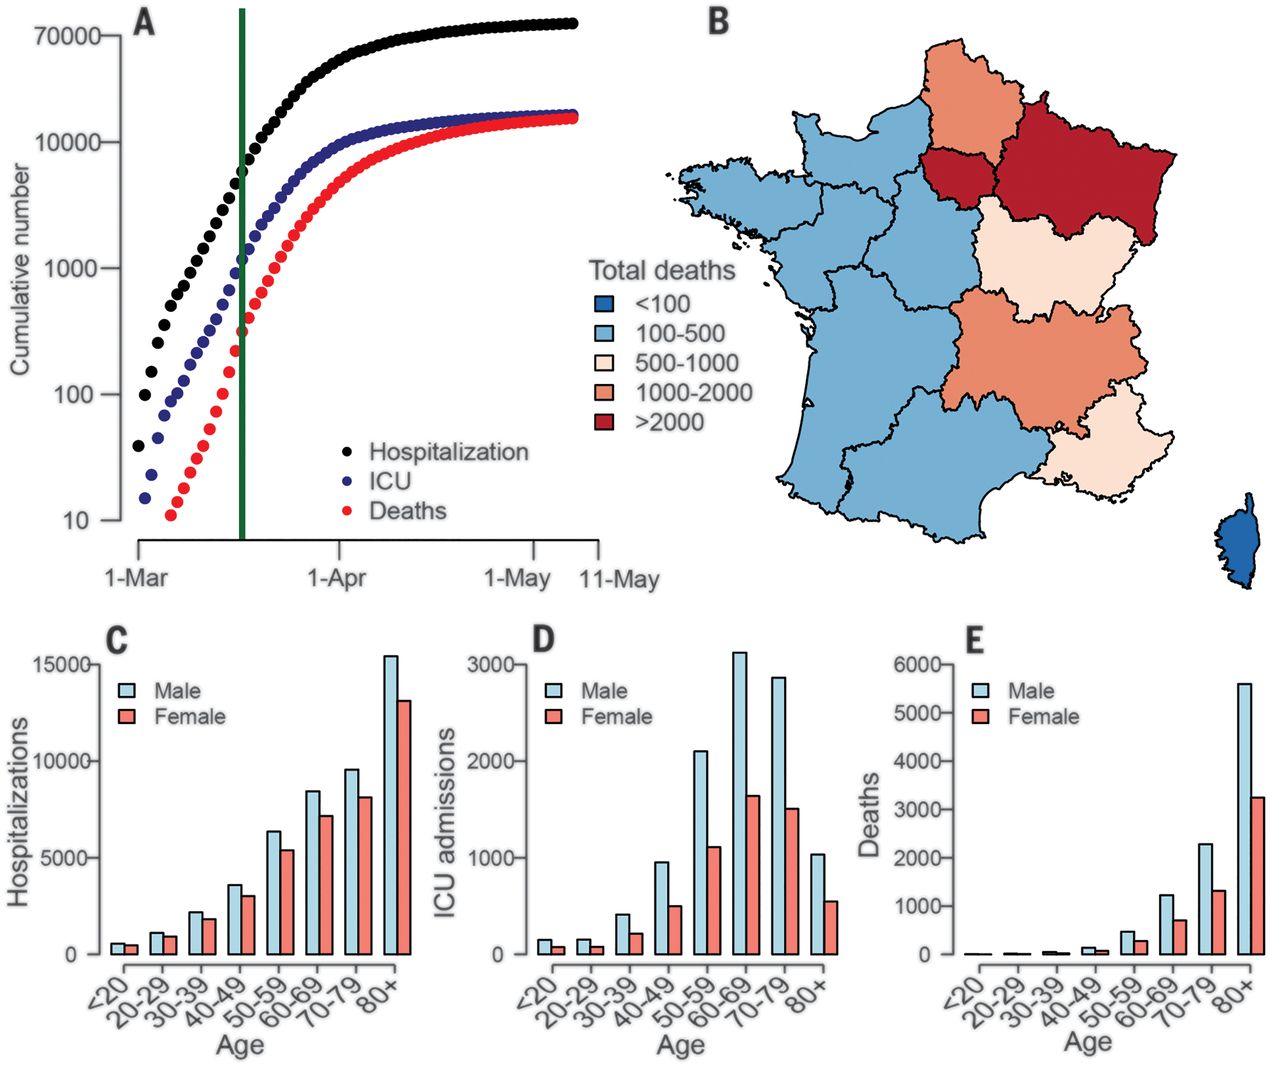 A
70000
10000
1000
100
10
Cumulative number
Hospitalization
ICU
Deaths
1-Mar
1-Apr
1-May
11-May
B
Total deaths
<100
100-500
500-1000
1000-2000
>2000
C
15000
10000
5000
0
Hospitalizations
Male
Female
<20
20-29
30-39
40-49
50-59
60-69
70-79
80+
Age
D
3000
2000
1000
0
ICU admissions
Male
Female
<20
20-29
30-39
40-49
50-59
60-69
70-79
80+
Age
E
6000
5000
4000
3000
2000
1000
0
Deaths
Male
Female
<20
20-29
30-39
40-49
50-59
60-69
70-79
80+
Age